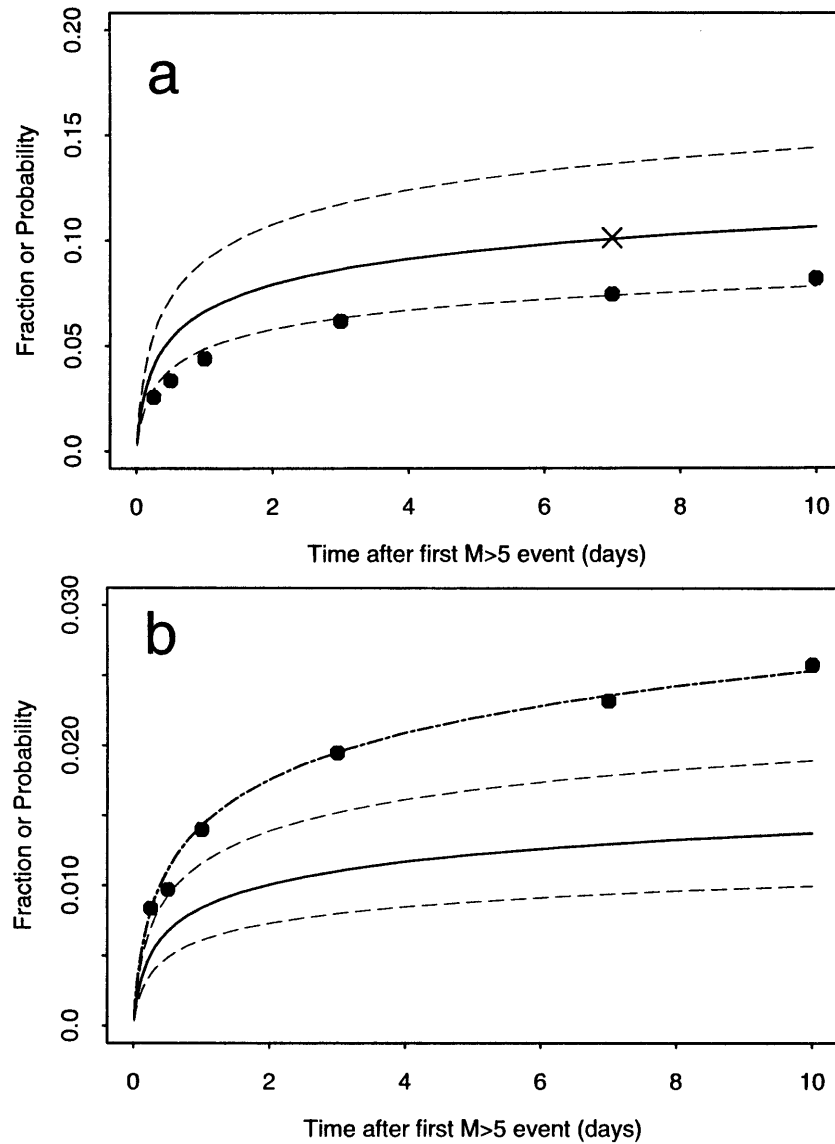 a
Fraction or Probability
0.20
0.15
0.10
0.05
0.0
0 2 4 6 8 10
Time after first M>5 event (days)
b
Fraction or Probability
0.030
0.020
0.010
0.0
0 2 4 6 8 10
Time after first M>5 event (days)